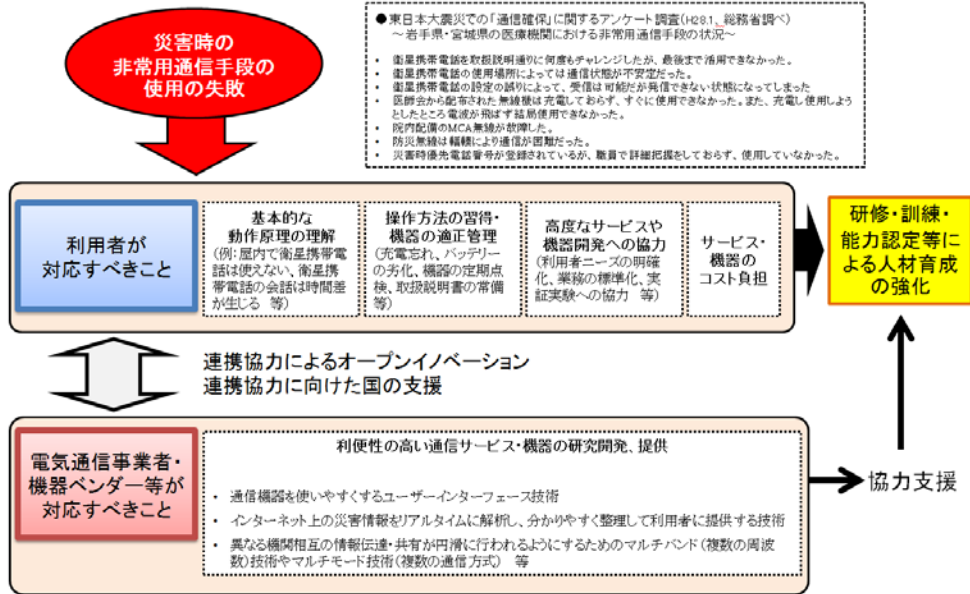 災害時の
非常用通信手段の
使用の失敗
●東日本大震災での「通信確保」に関するアンケート調査(H28.1、総務省調べ)
～岩手県・宮城県の医療機関における非常用通信手段の状況～
・ 衛星携帯電話を取扱説明通りに何度もチャレンジしたが、最後まで活用できなかった。
・ 衛星携帯電話の使用場所によっては通信状態が不安定だった。
・ 衛星携帯電話の設定の誤りによって、受信は可能だが発信できない状態になってしまった
・ 医師会から配布された無線機は充電しておらず、すぐに使用できなかった。また、充電し使用しよう
としたところ電波が飛ばず結局使用できなかった。
・ 院内配備のMCA無線が故障した。
・ 防災無線は輻輳により通信が困難だった。
・ 災害時優先電話番号が登録されているが、職員で詳細把握をしておらず、使用していなかった。
利用者が
対応すべきこと
基本的な
動作原理の理解
(例:屋内で衛星携帯電
話は使えない、衛星携
帯電話の会話は時間差
が生じる 等)
操作方法の習得・
機器の適正管理
(充電忘れ、バッテリー
の劣化、機器の定期点
検、取扱説明書の常備
等)
高度なサービスや
機器開発への協力
(利用者ニーズの明確
化、業務の標準化、実
証実験への協力 等)
サービス・
機器の
コスト負担
研修・訓練・
能力認定等
による人材育成
の強化
連携協力によるオープンイノベーション
連携協力に向けた国の支援
電気通信事業者・
機器ベンダー等が
対応すべきこと
利便性の高い通信サービス・機器の研究開発、提供
・ 通信機器を使いやすくするユーザーインターフェース技術
・ インターネット上の災害情報をリアルタイムに解析し、分かりやすく整理して利用者に提供する技術
・ 異なる機関相互の情報伝達・共有が円滑に行われるようにするためのマルチバンド(複数の周波
数)技術やマルチモード技術(複数の通信方式) 等
協力支援